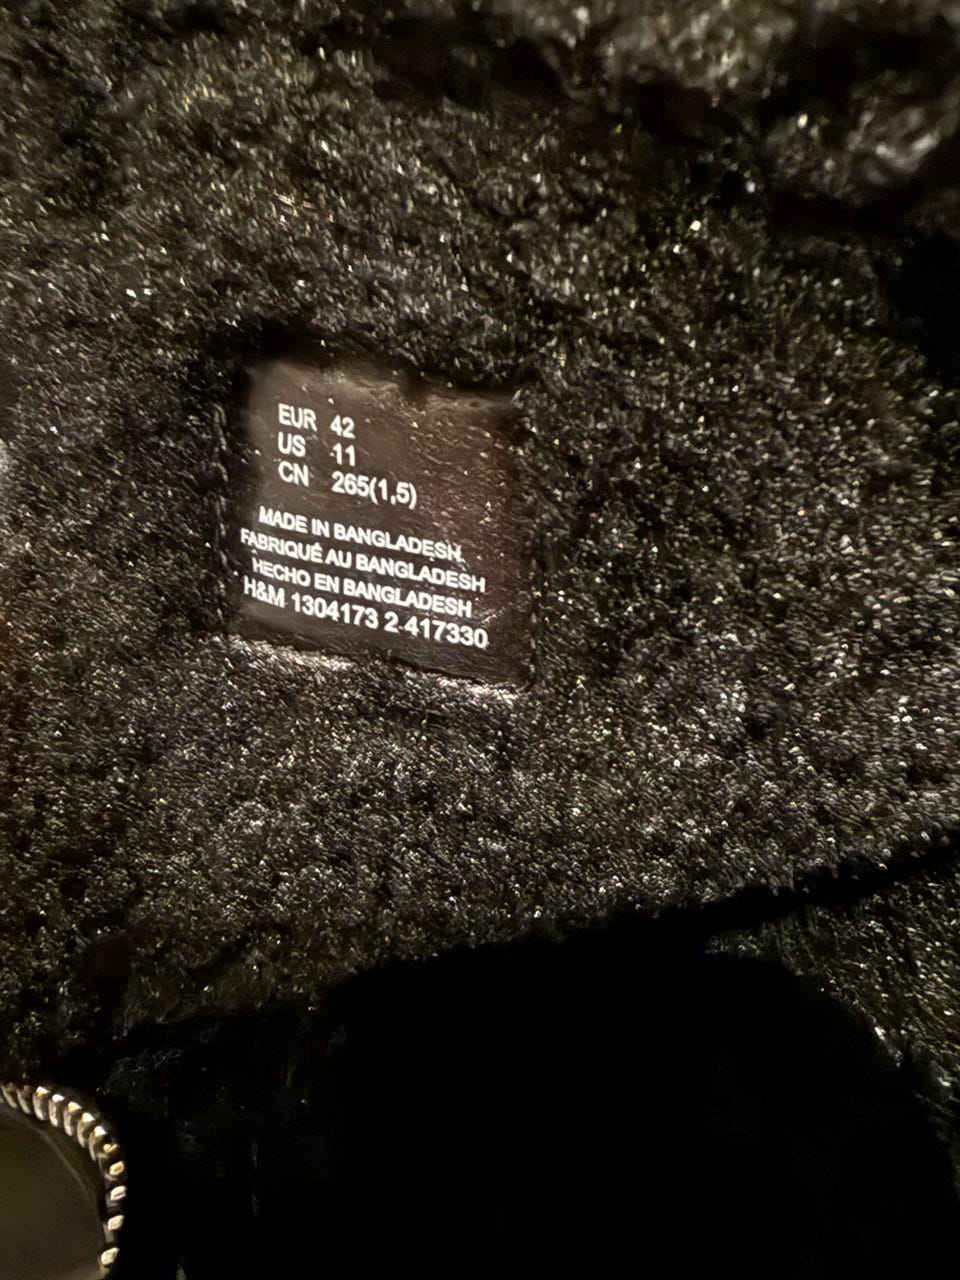 EUR 42
US 11
CN 265(1,5)
MADE IN BANGLADESH
FABRIQUÉ AU BANGLADESH
HECHO EN BANGLADESH
H&M 1304173 2 417330